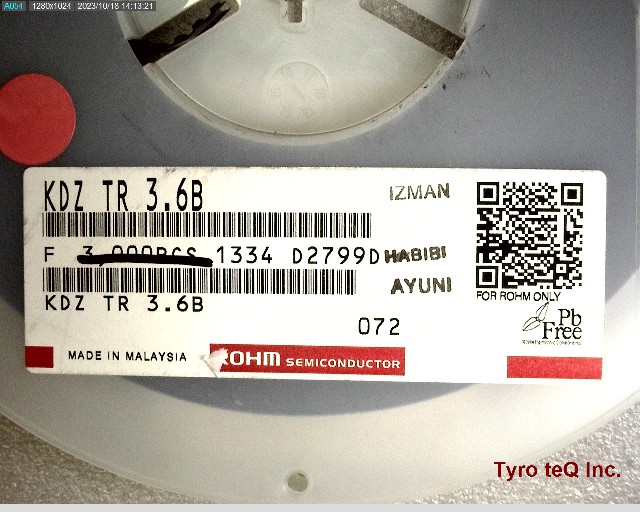 A054 1280x1024 2023/10/18 14:13:21
KDZ TR 3.6B
IZMAN
F 3,000PCS 1334 D2799D
HABIBI
AYUNI
KDZ TR 3.6B
FOR ROHM ONLY
072
Pb
Free
MADE IN MALAYSIA
ROHM SEMICONDUCTOR
Tyro teQ Inc.